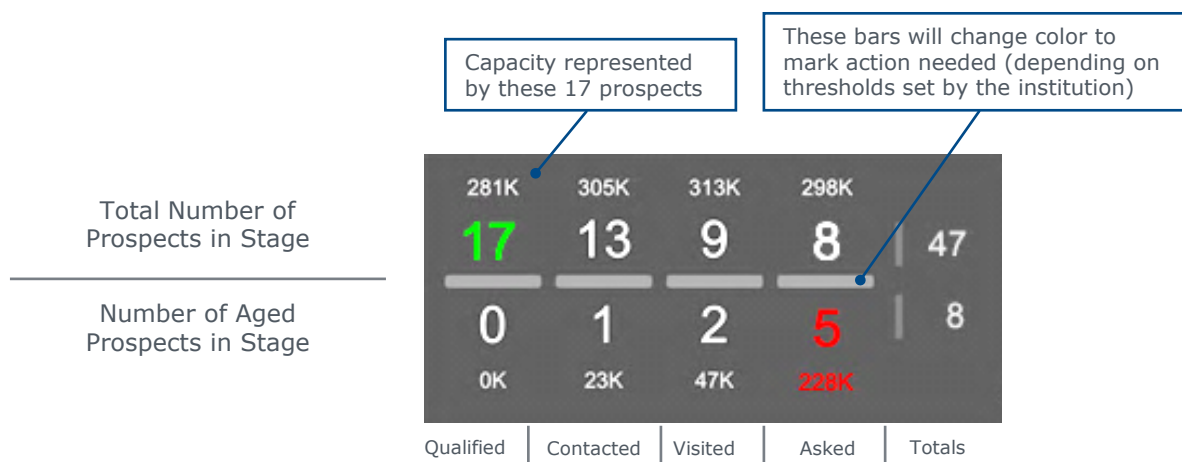 Capacity represented
by these 17 prospects
These bars will change color to
mark action needed (depending on
thresholds set by the institution)
Total Number of
Prospects in Stage
281K 305K 313K 298K
17 13 9 8 47
Number of Aged
Prospects in Stage
0 1 2 5 8
0K 23K 47K 228K
Qualified Contacted Visited Asked Totals